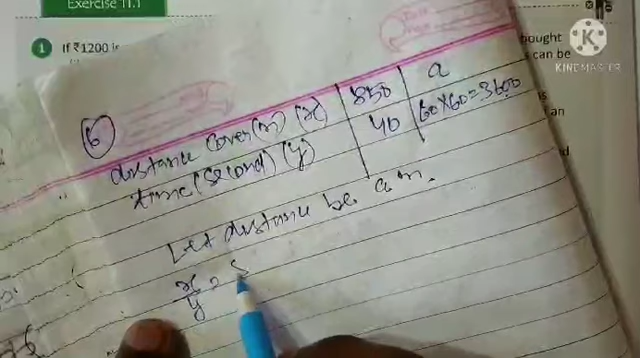 Exercise 11.1
1 If ₹1200 is
bought
can be
KINEMASTER
6
distance cover(m) (x) 850 a
time (second) (y) 40 60×60=3600
Let distance be a m.
x/y =